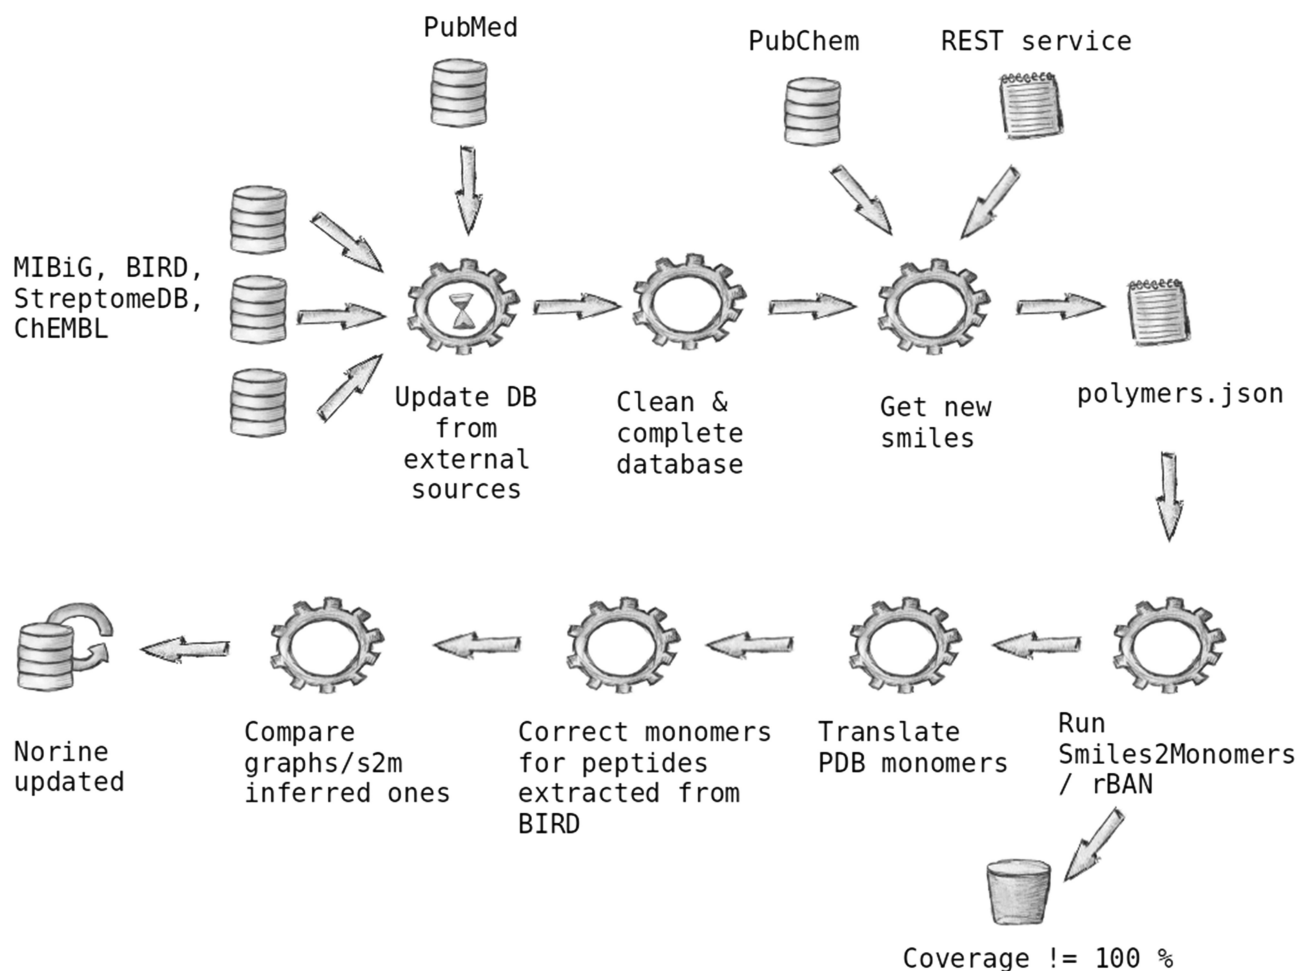 PubMed
PubChem
REST service
MIBiG, BIRD,
StreptomeDB,
ChEMBL
Update DB
from
external
sources
Clean &
complete
database
Get new
smiles
polymers.json
Norine
updated
Compare
graphs/s2m
inferred ones
Correct monomers
for peptides
extracted from
BIRD
Translate
PDB monomers
Run
Smiles2Monomers
/ rBAN
Coverage != 100 %